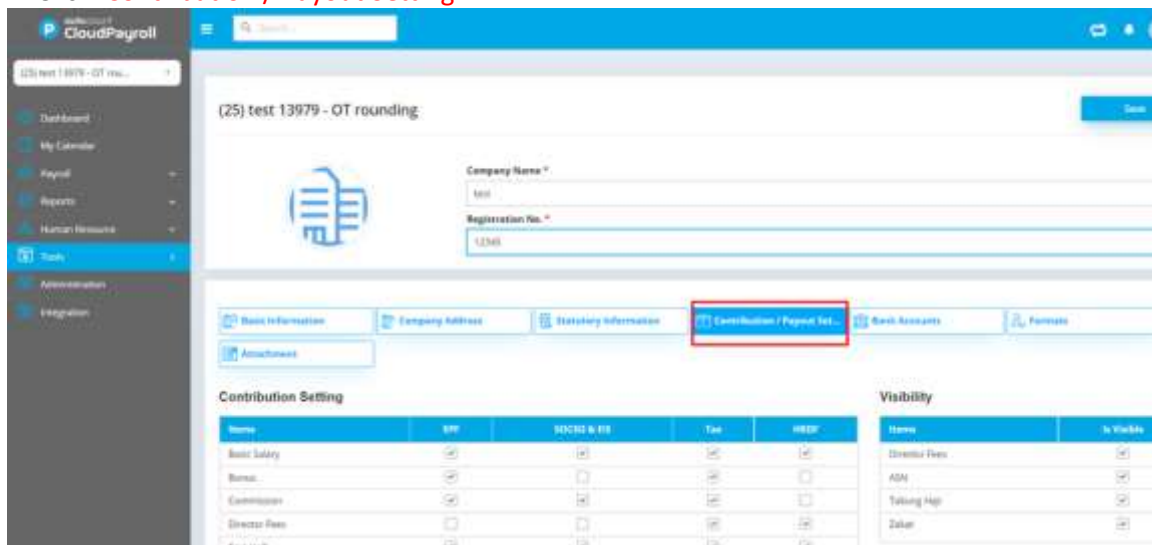 CloudPayroll
(25) test 13979 - OT rou...
Dashboard
My Calendar
Payroll
Reports
Human Resource
Tools
Administration
Integration
(25) test 13979 - OT rounding
Save
Company Name *
test
Registration No. *
12345
Basic Information
Company Address
Statutory Information
Contribution / Payout Set...
Bank Accounts
Formats
Attachment
Contribution Setting
Items EPF SOCSO & EIS Tax HRDF
Basic Salary
Bonus
Commission
Director Fees
Visibility
Items Is Visible
Director Fees
ASN
Tabung Haji
Zakat